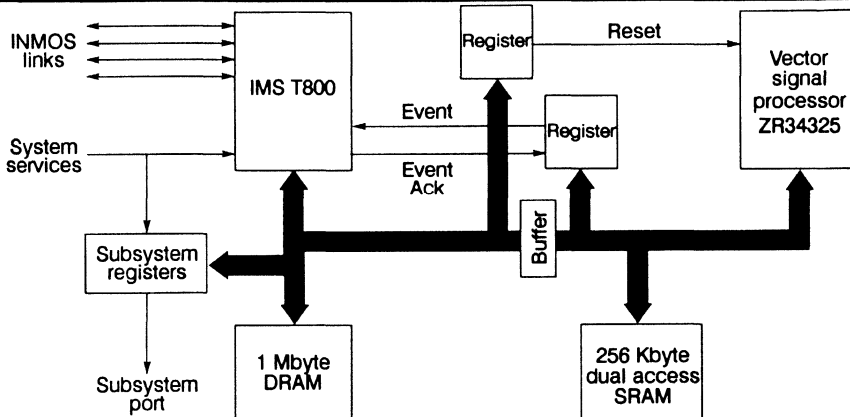 INMOS
links
IMS T800
Register
Reset
Vector
signal
processor
ZR34325
Event
Register
System
services
Event
Ack
Buffer
Subsystem
registers
1 Mbyte
DRAM
256 Kbyte
dual access
SRAM
Subsystem
port